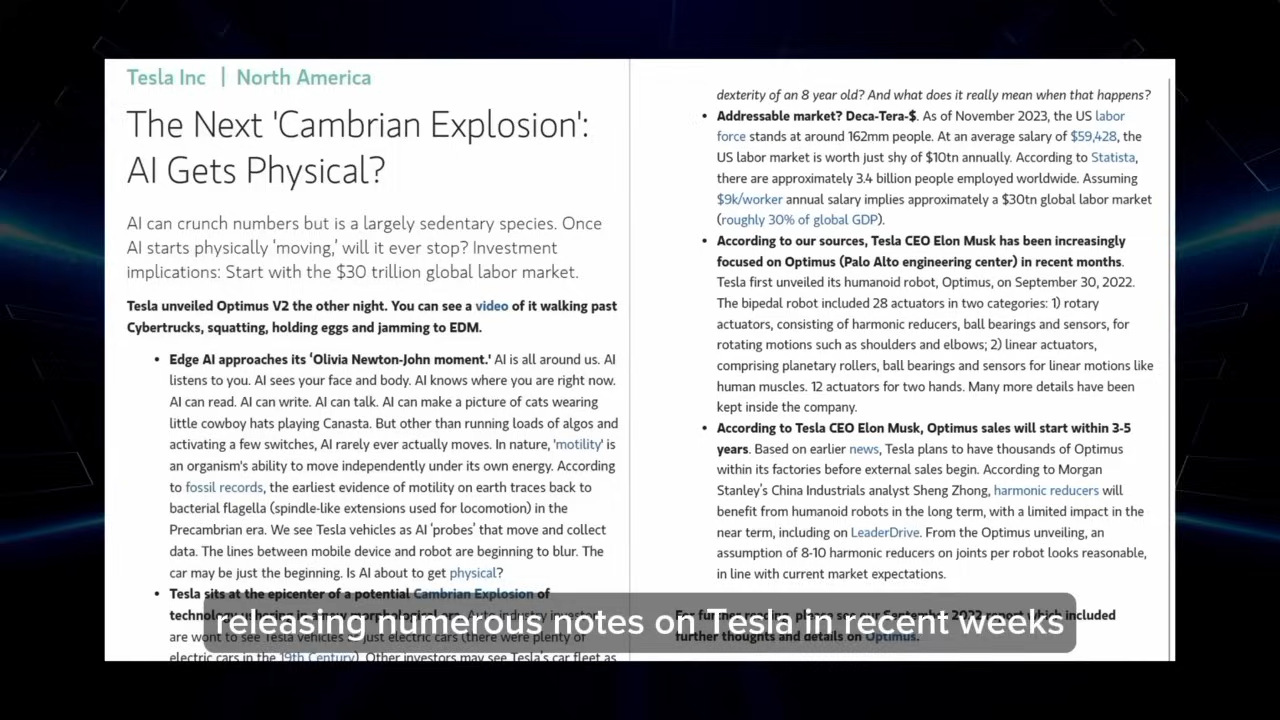 Tesla Inc | North America
The Next 'Cambrian Explosion':
AI Gets Physical?
AI can crunch numbers but is a largely sedentary species. Once
AI starts physically 'moving,' will it ever stop? Investment
implications: Start with the $30 trillion global labor market.
Tesla unveiled Optimus V2 the other night. You can see a video of it walking past
Cybertrucks, squatting, holding eggs and jamming to EDM.
• Edge AI approaches its 'Olivia Newton-John moment.' AI is all around us. AI
listens to you. AI sees your face and body. AI knows where you are right now.
AI can read. AI can write. AI can talk. AI can make a picture of cats wearing
little cowboy hats playing Canasta. But other than running loads of algos and
activating a few switches, AI rarely ever actually moves. In nature, 'motility' is
an organism's ability to move independently under its own energy. According
to fossil records, the earliest evidence of motility on earth traces back to
bacterial flagella (spindle-like extensions used for locomotion) in the
Precambrian era. We see Tesla vehicles as AI 'probes' that move and collect
data. The lines between mobile device and robot are beginning to blur. The
car may be just the beginning. Is AI about to get physical?
• Tesla sits at the epicenter of a potential Cambrian Explosion of
technology
are wont to see Tesla vehicles just electric cars (there were plenty of
electric cars in the 19th Century). Other investors may see Tesla's car fleet as
dexterity of an 8 year old? And what does it really mean when that happens?
• Addressable market? Deca-Tera-$. As of November 2023, the US labor
force stands at around 162mm people. At an average salary of $59,428, the
US labor market is worth just shy of $10tn annually. According to Statista,
there are approximately 3.4 billion people employed worldwide. Assuming
$9k/worker annual salary implies approximately a $30tn global labor market
(roughly 30% of global GDP).
• According to our sources, Tesla CEO Elon Musk has been increasingly
focused on Optimus (Palo Alto engineering center) in recent months.
Tesla first unveiled its humanoid robot, Optimus, on September 30, 2022.
The bipedal robot included 28 actuators in two categories: 1) rotary
actuators, consisting of harmonic reducers, ball bearings and sensors, for
rotating motions such as shoulders and elbows; 2) linear actuators,
comprising planetary rollers, ball bearings and sensors for linear motions like
human muscles. 12 actuators for two hands. Many more details have been
kept inside the company.
• According to Tesla CEO Elon Musk, Optimus sales will start within 3-5
years. Based on earlier news, Tesla plans to have thousands of Optimus
within its factories before external sales begin. According to Morgan
Stanley's China Industrials analyst Sheng Zhong, harmonic reducers will
benefit from humanoid robots in the long term, with a limited impact in the
near term, including on LeaderDrive. From the Optimus unveiling, an
assumption of 8-10 harmonic reducers on joints per robot looks reasonable,
in line with current market expectations.
For further reading, please see our September 2022 report which included
further thoughts and details on Optimus.
releasing numerous notes on Tesla in recent weeks